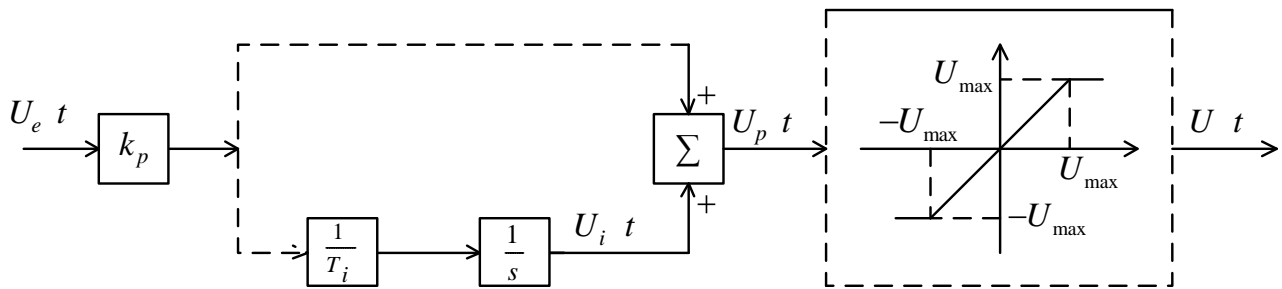 U_e t
k_p
1
T_i
1
s
U_i t
+
Σ
+
U_p t
U_max
−U_max
U_max
−U_max
U t